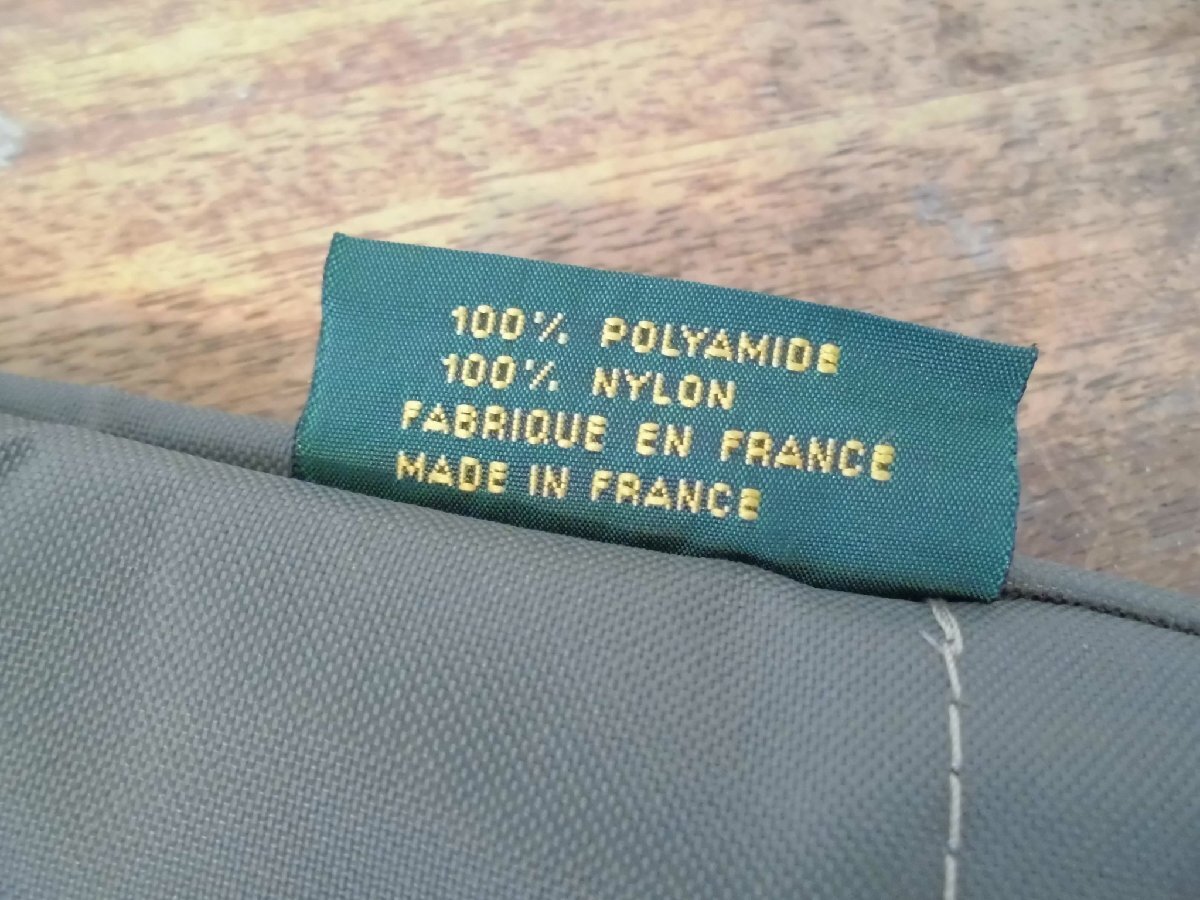 100% POLYAMIDE
100% NYLON
FABRIQUE EN FRANCE
MADE IN FRANCE